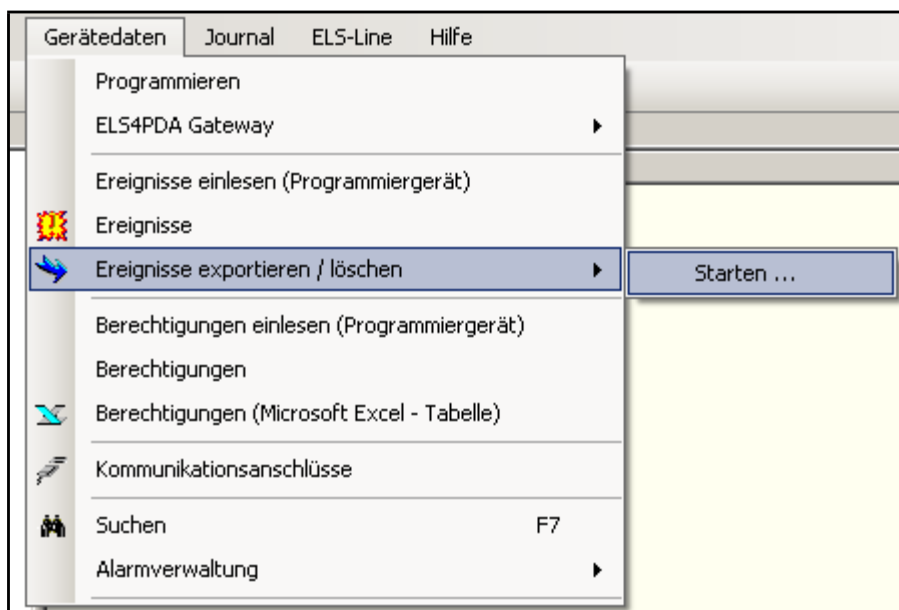 Gerätedaten Journal ELS-Line Hilfe
Programmieren
ELS4PDA Gateway
Ereignisse einlesen (Programmiergerät)
Ereignisse
Ereignisse exportieren / löschen
Starten ...
Berechtigungen einlesen (Programmiergerät)
Berechtigungen
Berechtigungen (Microsoft Excel - Tabelle)
Kommunikationsanschlüsse
Suchen F7
Alarmverwaltung